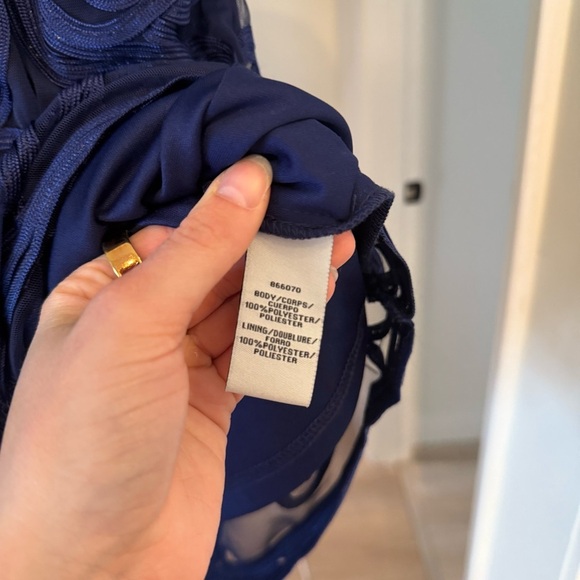 866070
BODY/CORPS/
CUERPO
100%POLYESTER/
POLIESTER
LINING/DOUBLURE/
FORRO
100%POLYESTER/
POLIESTER